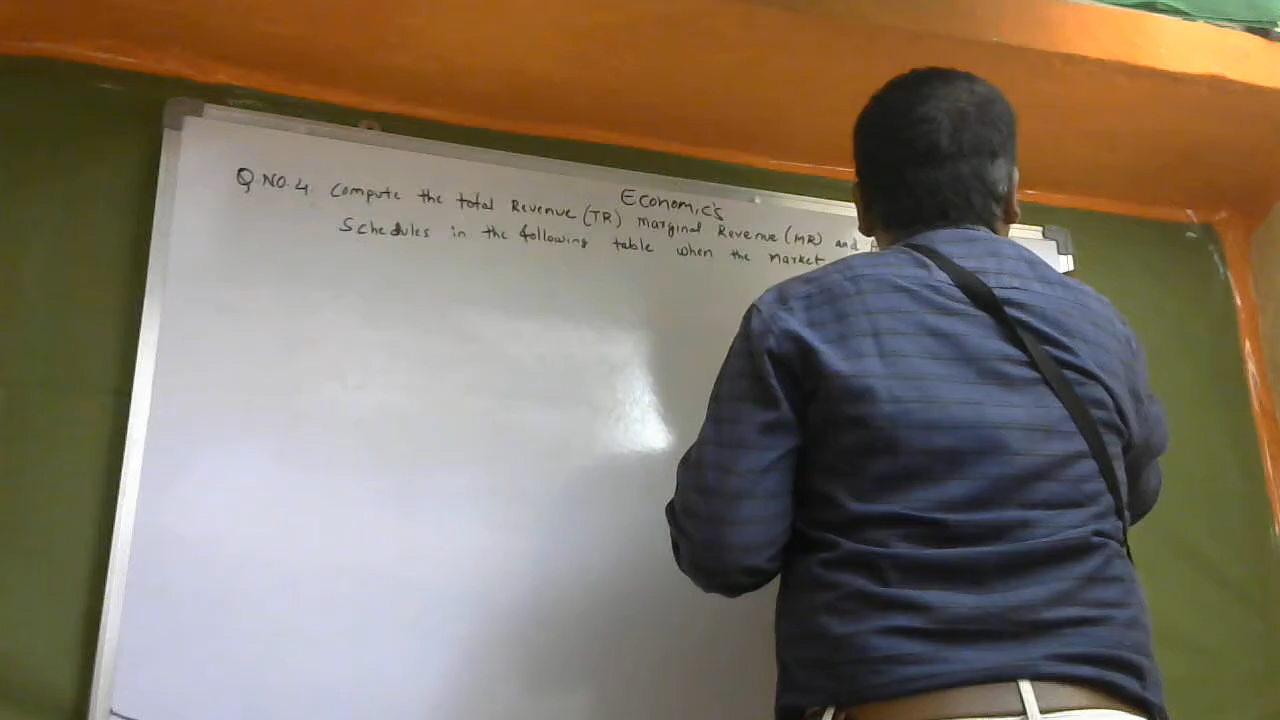 Economic's
Q NO.4. Compute the total Revenue (TR) marginal Revenue (MR) and
Schedules in the following table when the market